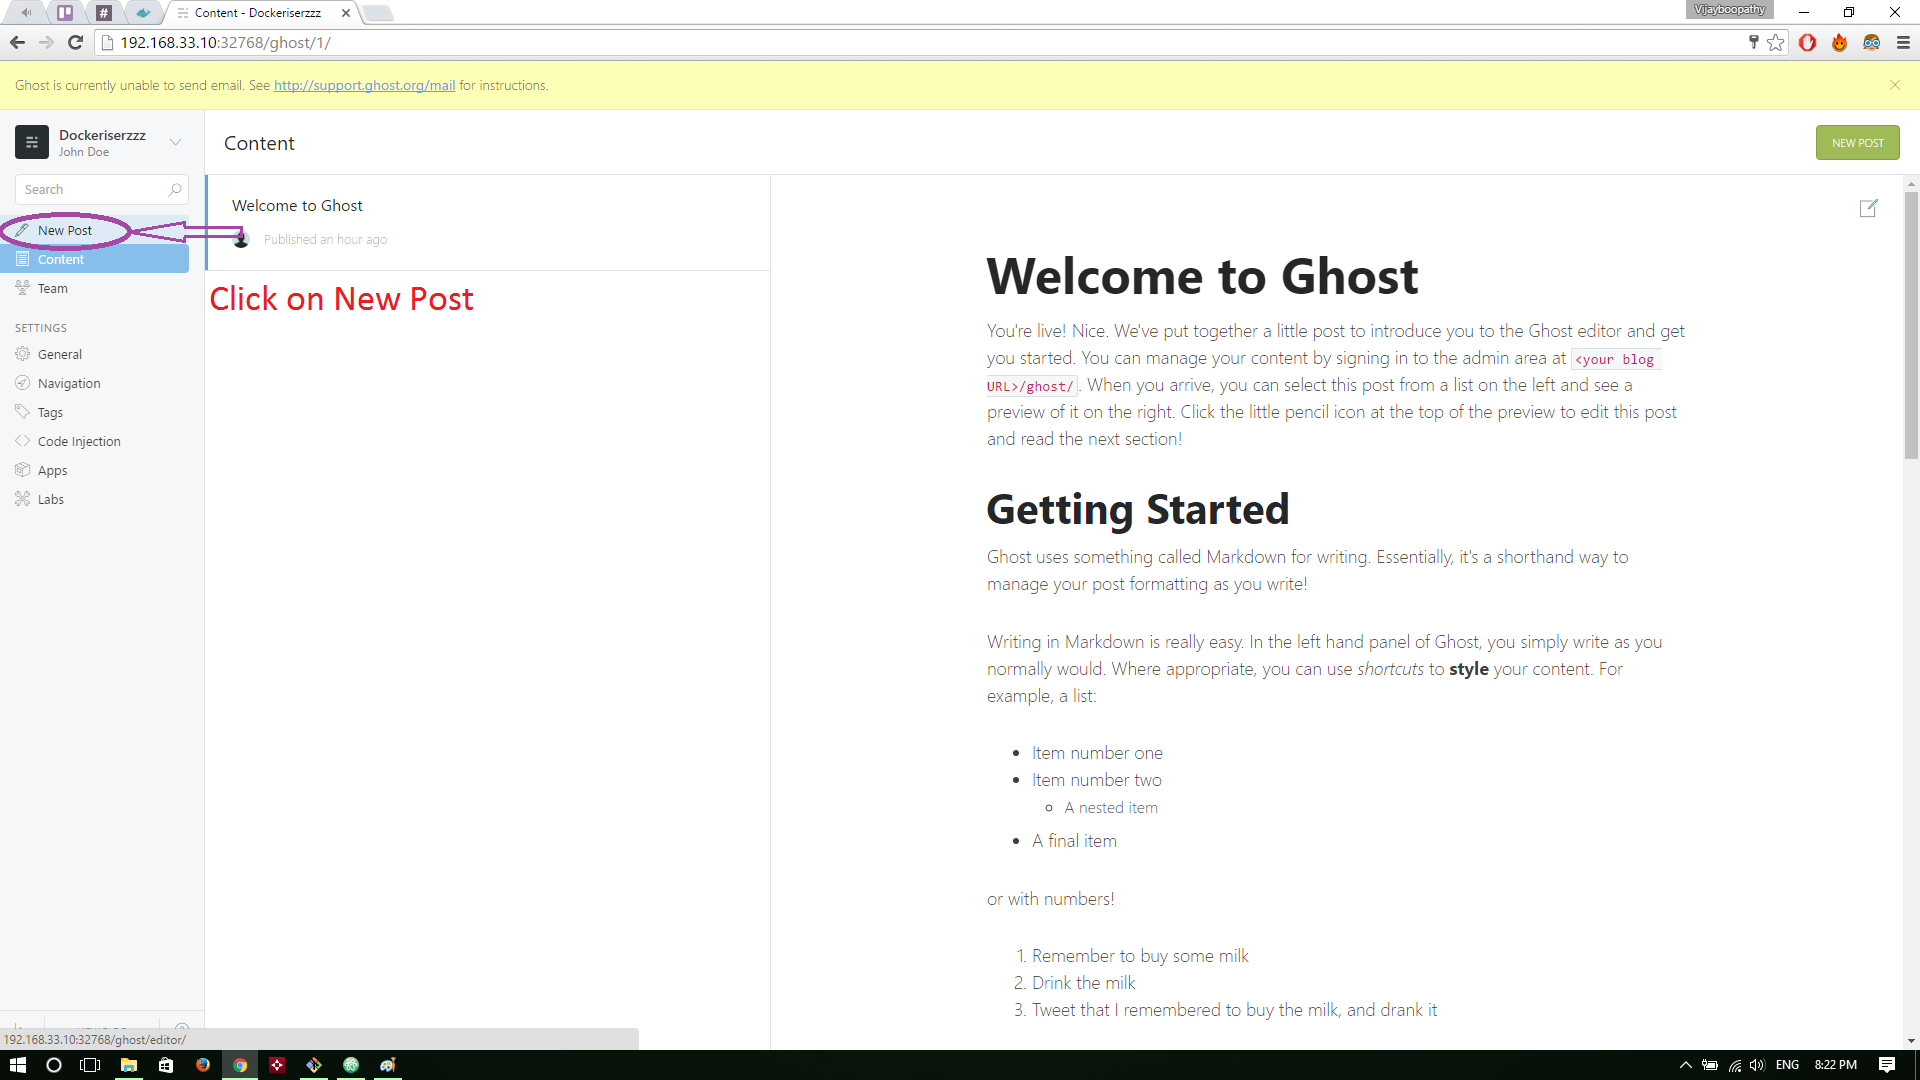 Content - Dockeriserzzz
Vijayboopathy
192.168.33.10:32768/ghost/1/
Ghost is currently unable to send email. See http://support.ghost.org/mail for instructions.
Dockeriserzzz
John Doe
Search
New Post
Content
Team
SETTINGS
General
Navigation
Tags
Code Injection
Apps
Labs
Content
NEW POST
Welcome to Ghost
Published an hour ago
Click on New Post
Welcome to Ghost
You're live! Nice. We've put together a little post to introduce you to the Ghost editor and get
you started. You can manage your content by signing in to the admin area at <your blog
URL>/ghost/. When you arrive, you can select this post from a list on the left and see a
preview of it on the right. Click the little pencil icon at the top of the preview to edit this post
and read the next section!
Getting Started
Ghost uses something called Markdown for writing. Essentially, it's a shorthand way to
manage your post formatting as you write!
Writing in Markdown is really easy. In the left hand panel of Ghost, you simply write as you
normally would. Where appropriate, you can use shortcuts to style your content. For
example, a list:
• Item number one
• Item number two
◦ A nested item
• A final item
or with numbers!
1. Remember to buy some milk
2. Drink the milk
3. Tweet that I remembered to buy the milk, and drank it
192.168.33.10:32768/ghost/editor/
ENG
8:22 PM